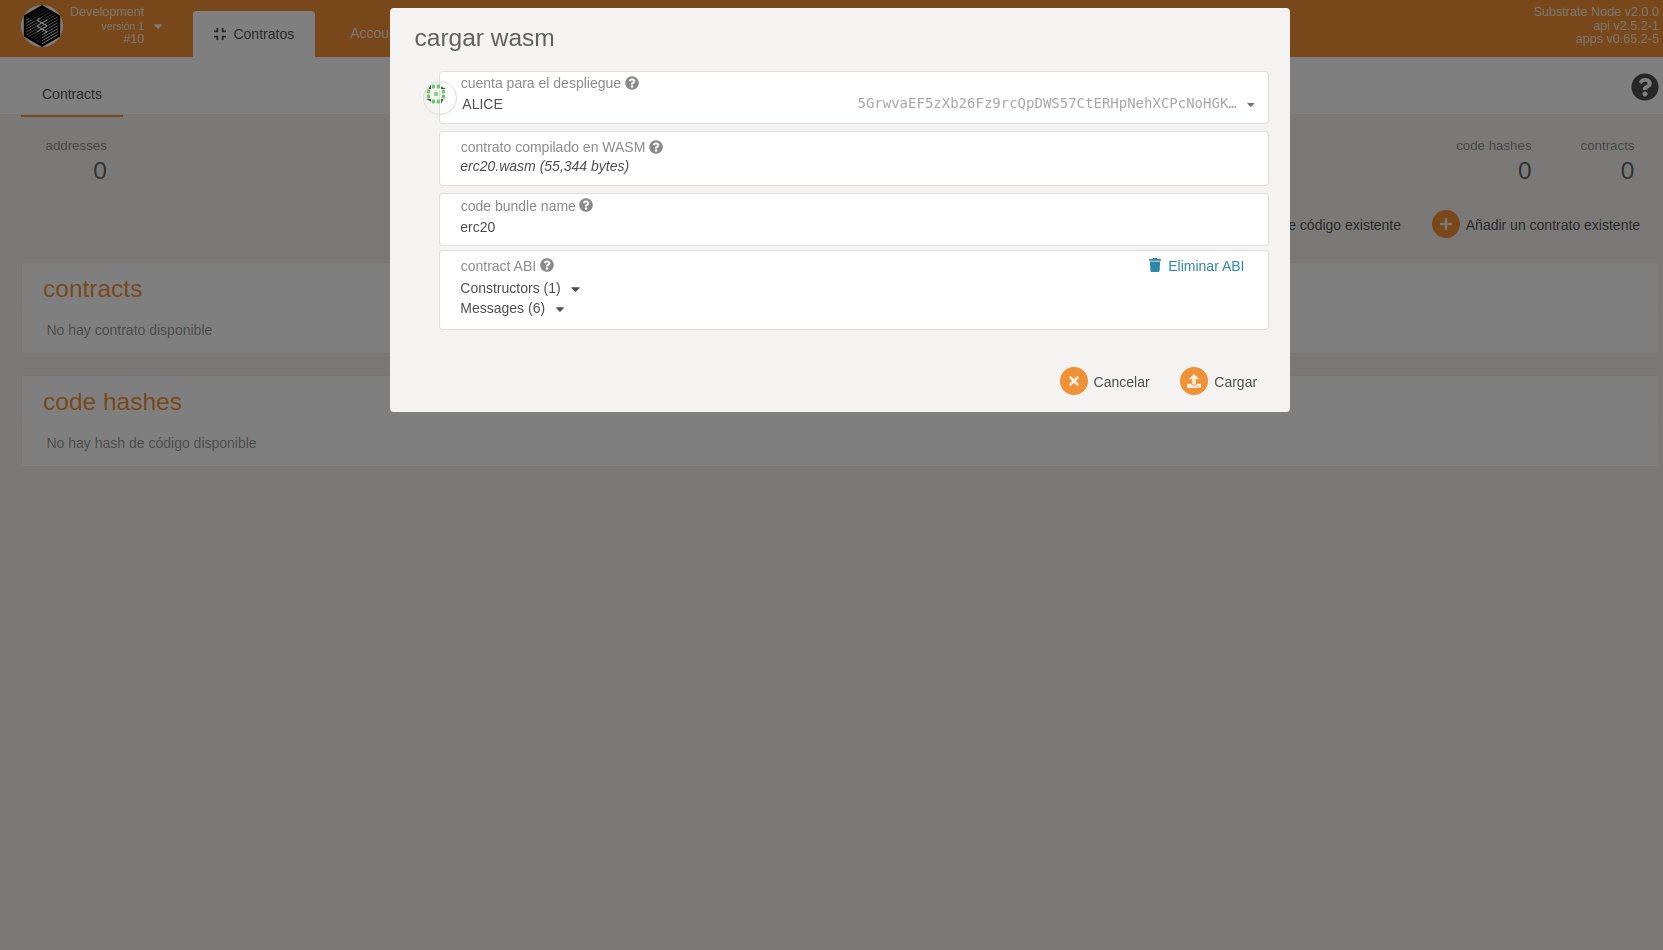 Development
versión 1
#10
Contratos
Accou
Substrate Node v2.0.0
api v2.5.2-1
apps v0.65.2-5
Contracts
addresses
0
code hashes
0
contracts
0
e código existente
Añadir un contrato existente
contracts
No hay contrato disponible
code hashes
No hay hash de código disponible
cargar wasm
cuenta para el despliegue
ALICE
5GrwvaEF5zXb26Fz9rcQpDWS57CtERHpNehXCPcNoHGK…
contrato compilado en WASM
erc20.wasm (55,344 bytes)
code bundle name
erc20
contract ABI
Eliminar ABI
Constructors (1)
Messages (6)
Cancelar
Cargar